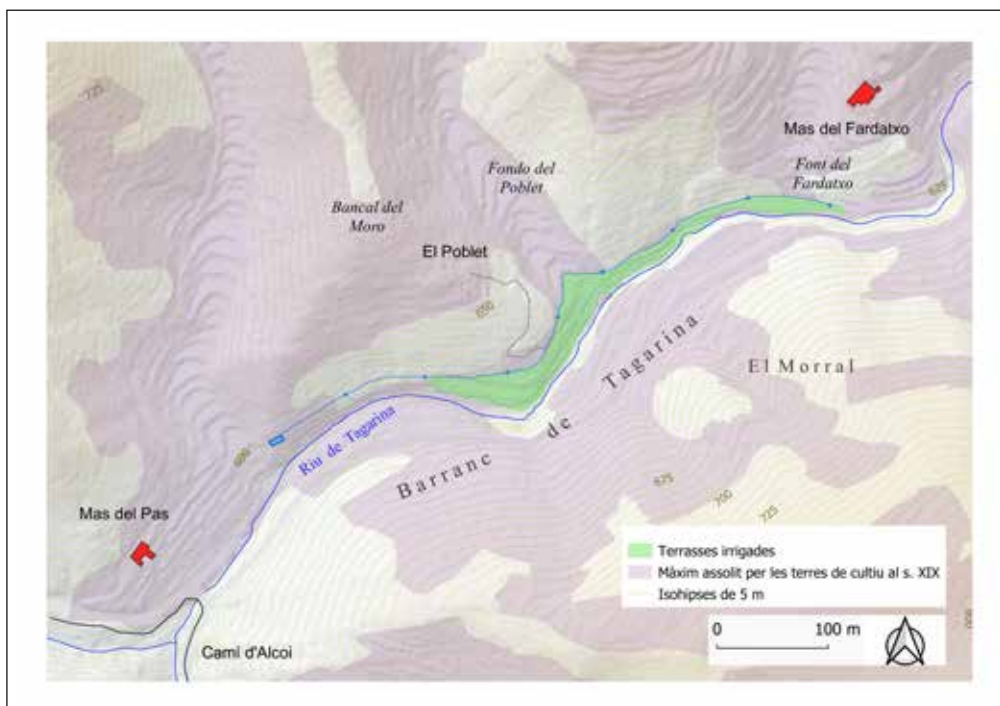 725
Mas del Fardatxo
Fondo del
Poblet
Font del
Fardatxo
625
Bancal del
Moro
El Poblet
650
Barranc de Tagarina
El Morral
Riu de Tagarina
600
675
700
725
Mas del Pas
Camí d'Alcoi
Terrasses irrigades
Màxim assolit per les terres de cultiu al s. XIX
Isohipses de 5 m
0 100 m